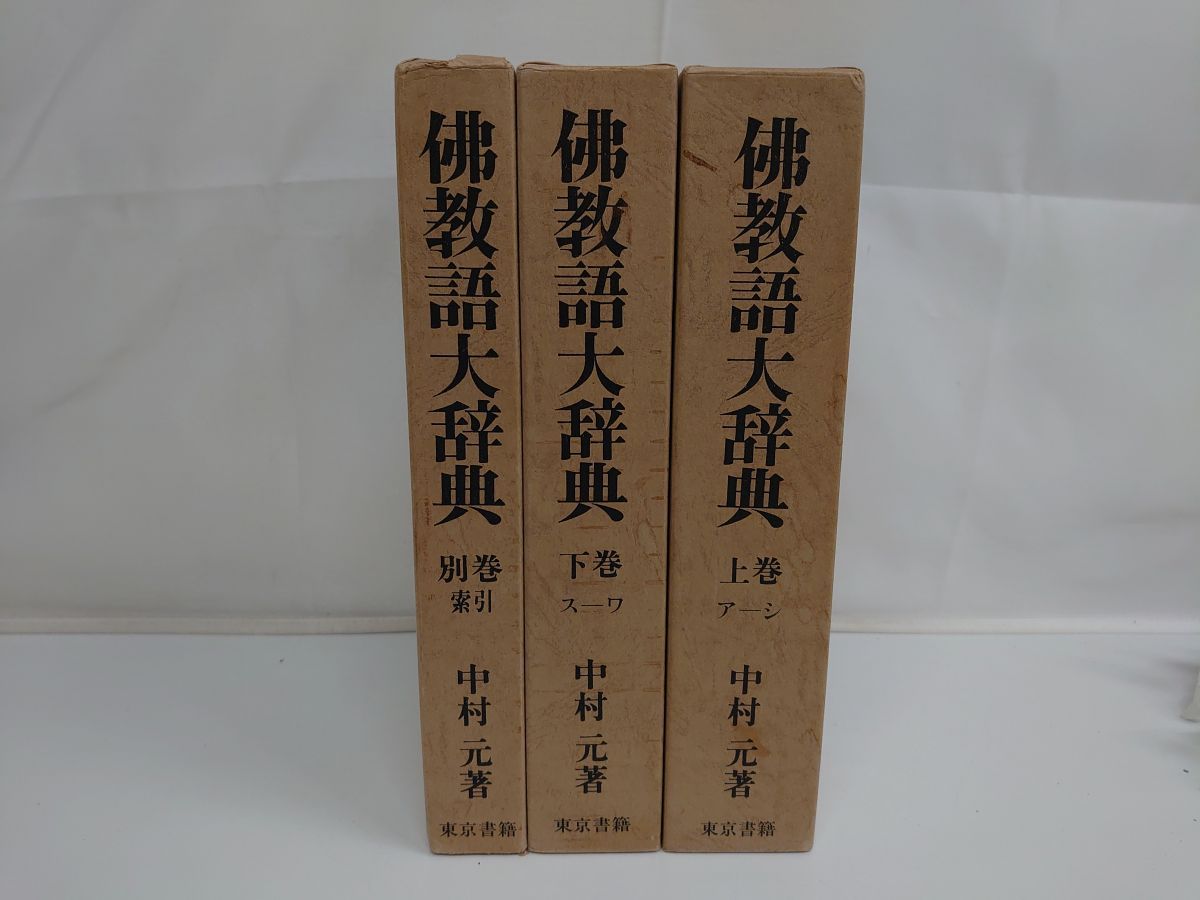 佛教語大辞典
上巻
ア―シ
中村 元著
東京書籍
佛教語大辞典
下巻
ス―ワ
中村 元著
東京書籍
佛教語大辞典
別巻
索引
中村 元著
東京書籍